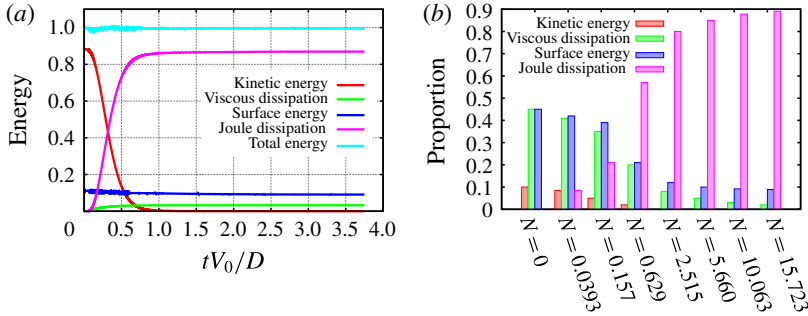 (a)
Energy
1.0
0.8
0.6
0.4
0.2
0
0.5
1.0
1.5
2.0
2.5
3.0
3.5
4.0
tV0/D
Kinetic energy
Viscous dissipation
Surface energy
Joule dissipation
Total energy
(b)
Proportion
0.9
0.8
0.7
0.6
0.5
0.4
0.3
0.2
0.1
0
Kinetic energy
Viscous dissipation
Surface energy
Joule dissipation
N = 0
N = 0.0393
N = 0.157
N = 0.629
N = 2.515
N = 5.660
N = 10.063
N = 15.723